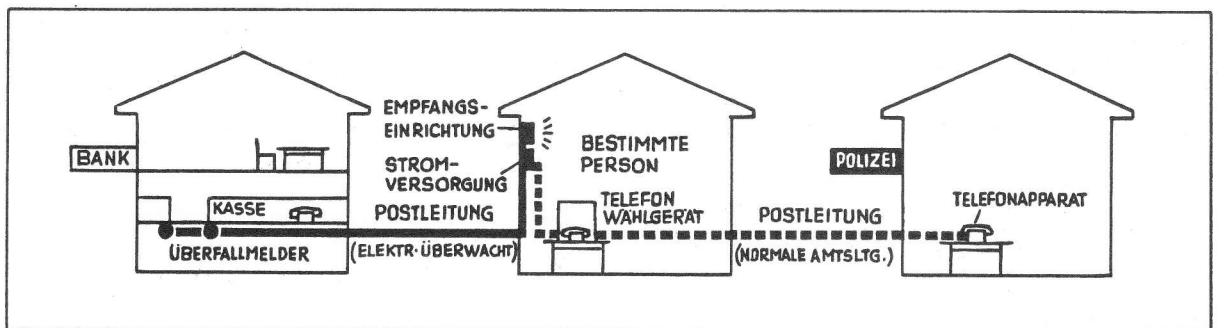 BANK
KASSE
ÜBERFALLMELDER
EMPFANGS-
EINRICHTUNG
STROM-
VERSORGUNG
POSTLEITUNG
(ELEKTR. ÜBERWACHT)
BESTIMMTE
PERSON
TELEFON
WÄHLGERÄT
POSTLEITUNG
(NORMALE AMTSLTG.)
POLIZEI
TELEFONAPPARAT